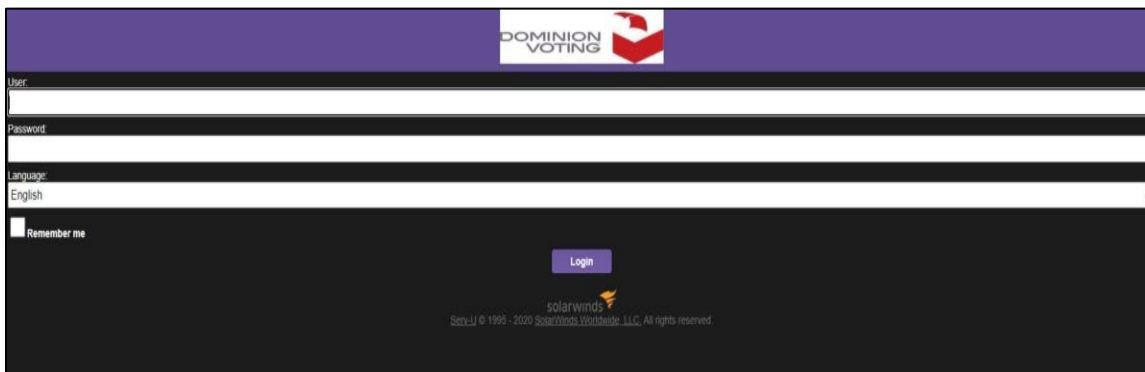 DOMINION
VOTING
User:
Password:
Language:
English
Remember me
Login
solarwinds
Serv-U © 1995 - 2020 SolarWinds Worldwide, LLC. All rights reserved.